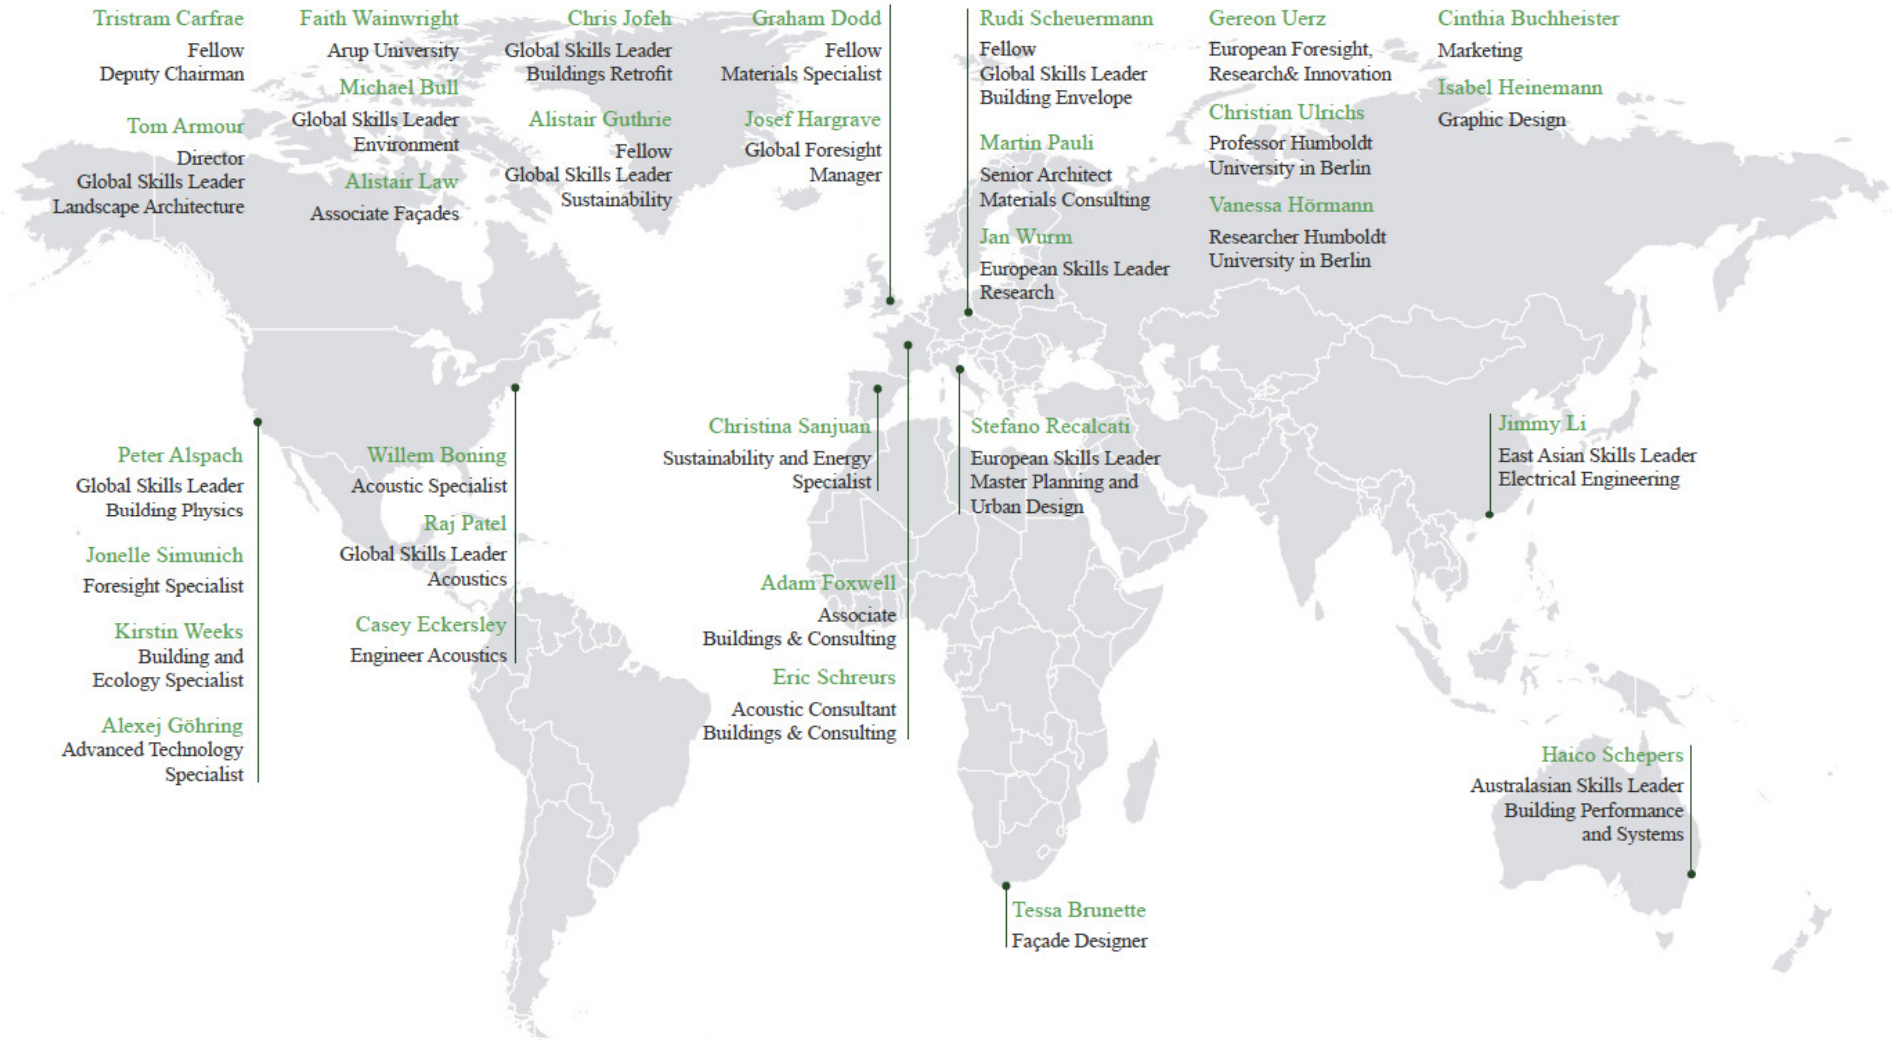 Tristram Carfrae
Fellow
Deputy Chairman
Tom Armour
Director
Global Skills Leader
Landscape Architecture
Faith Wainwright
Arup University
Michael Bull
Global Skills Leader
Environment
Alistair Law
Associate Façades
Chris Jofeh
Global Skills Leader
Buildings Retrofit
Alistair Guthrie
Fellow
Global Skills Leader
Sustainability
Graham Dodd
Fellow
Materials Specialist
Josef Hargrave
Global Foresight
Manager
Rudi Scheuermann
Fellow
Global Skills Leader
Building Envelope
Martin Pauli
Senior Architect
Materials Consulting
Jan Wurm
European Skills Leader
Research
Gereon Uerz
European Foresight,
Research& Innovation
Christian Ulrichs
Professor Humboldt
University in Berlin
Vanessa Hörmann
Researcher Humboldt
University in Berlin
Cinthia Buchheister
Marketing
Isabel Heinemann
Graphic Design
Peter Alspach
Global Skills Leader
Building Physics
Jonelle Simunich
Foresight Specialist
Kirstin Weeks
Building and
Ecology Specialist
Alexej Göhring
Advanced Technology
Specialist
Willem Boning
Acoustic Specialist
Raj Patel
Global Skills Leader
Acoustics
Casey Eckersley
Engineer Acoustics
Christina Sanjuan
Sustainability and Energy
Specialist
Adam Foxwell
Associate
Buildings & Consulting
Eric Schreurs
Acoustic Consultant
Buildings & Consulting
Stefano Recalcati
European Skills Leader
Master Planning and
Urban Design
Jimmy Li
East Asian Skills Leader
Electrical Engineering
Haico Schepers
Australasian Skills Leader
Building Performance
and Systems
Tessa Brunette
Façade Designer